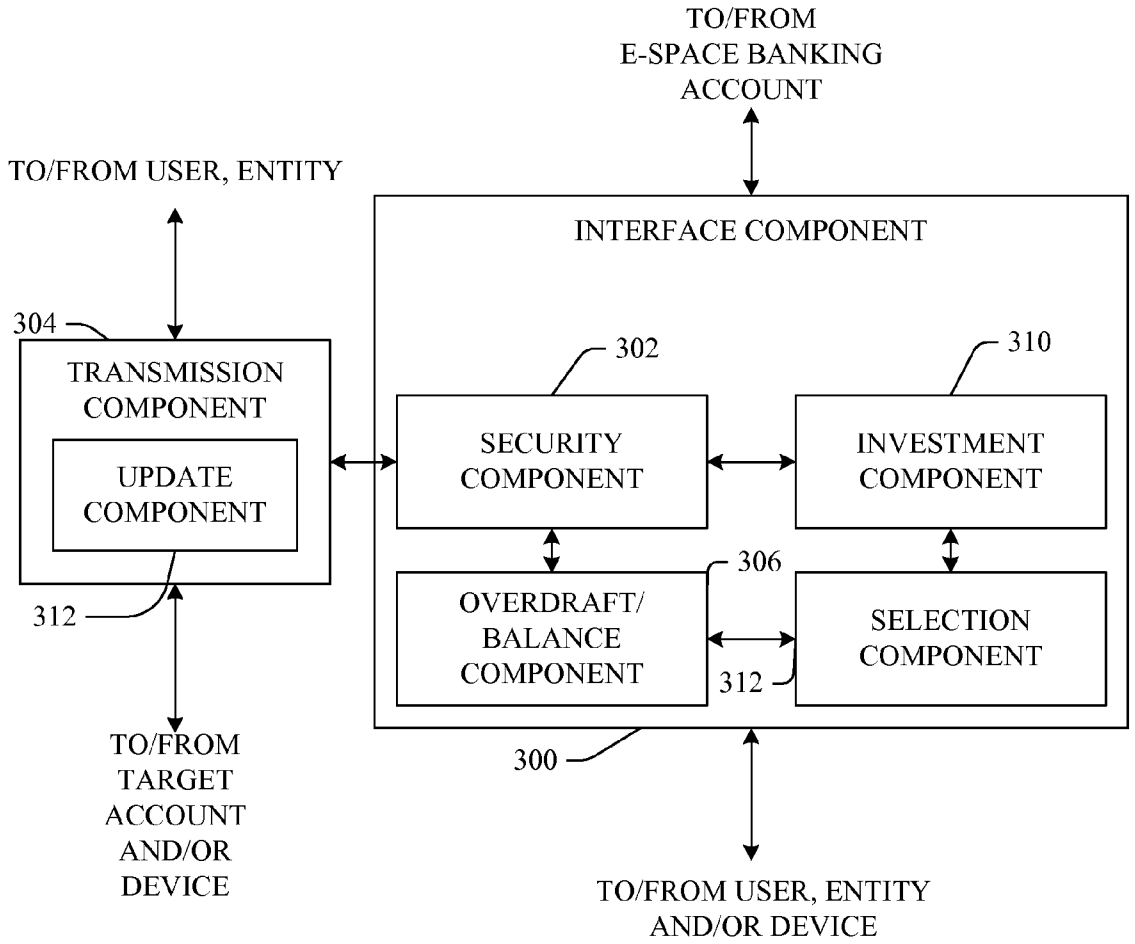 TO/FROM
E-SPACE BANKING
ACCOUNT
TO/FROM USER, ENTITY
INTERFACE COMPONENT
304
TRANSMISSION
COMPONENT
UPDATE
COMPONENT
312
302
SECURITY
COMPONENT
310
INVESTMENT
COMPONENT
306
OVERDRAFT/
BALANCE
COMPONENT
312
SELECTION
COMPONENT
300
TO/FROM
TARGET
ACCOUNT
AND/OR
DEVICE
TO/FROM USER, ENTITY
AND/OR DEVICE